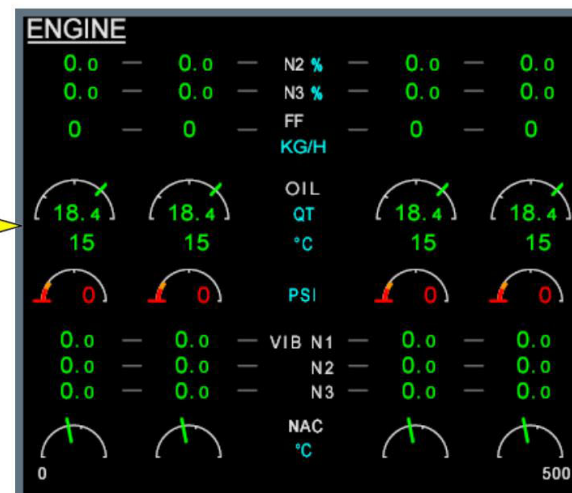 ENGINE
0.0 — 0.0 — N2 % — 0.0 — 0.0
0.0 — 0.0 — N3 % — 0.0 — 0.0
0 — 0 — FF — 0 — 0
KG/H
OIL
18.4 18.4 QT 18.4 18.4
15 15 °C 15 15
0 0 PSI 0 0
0.0 — 0.0 — VIB N1 — 0.0 — 0.0
0.0 — 0.0 — N2 — 0.0 — 0.0
0.0 — 0.0 — N3 — 0.0 — 0.0
NAC
°C
0 500